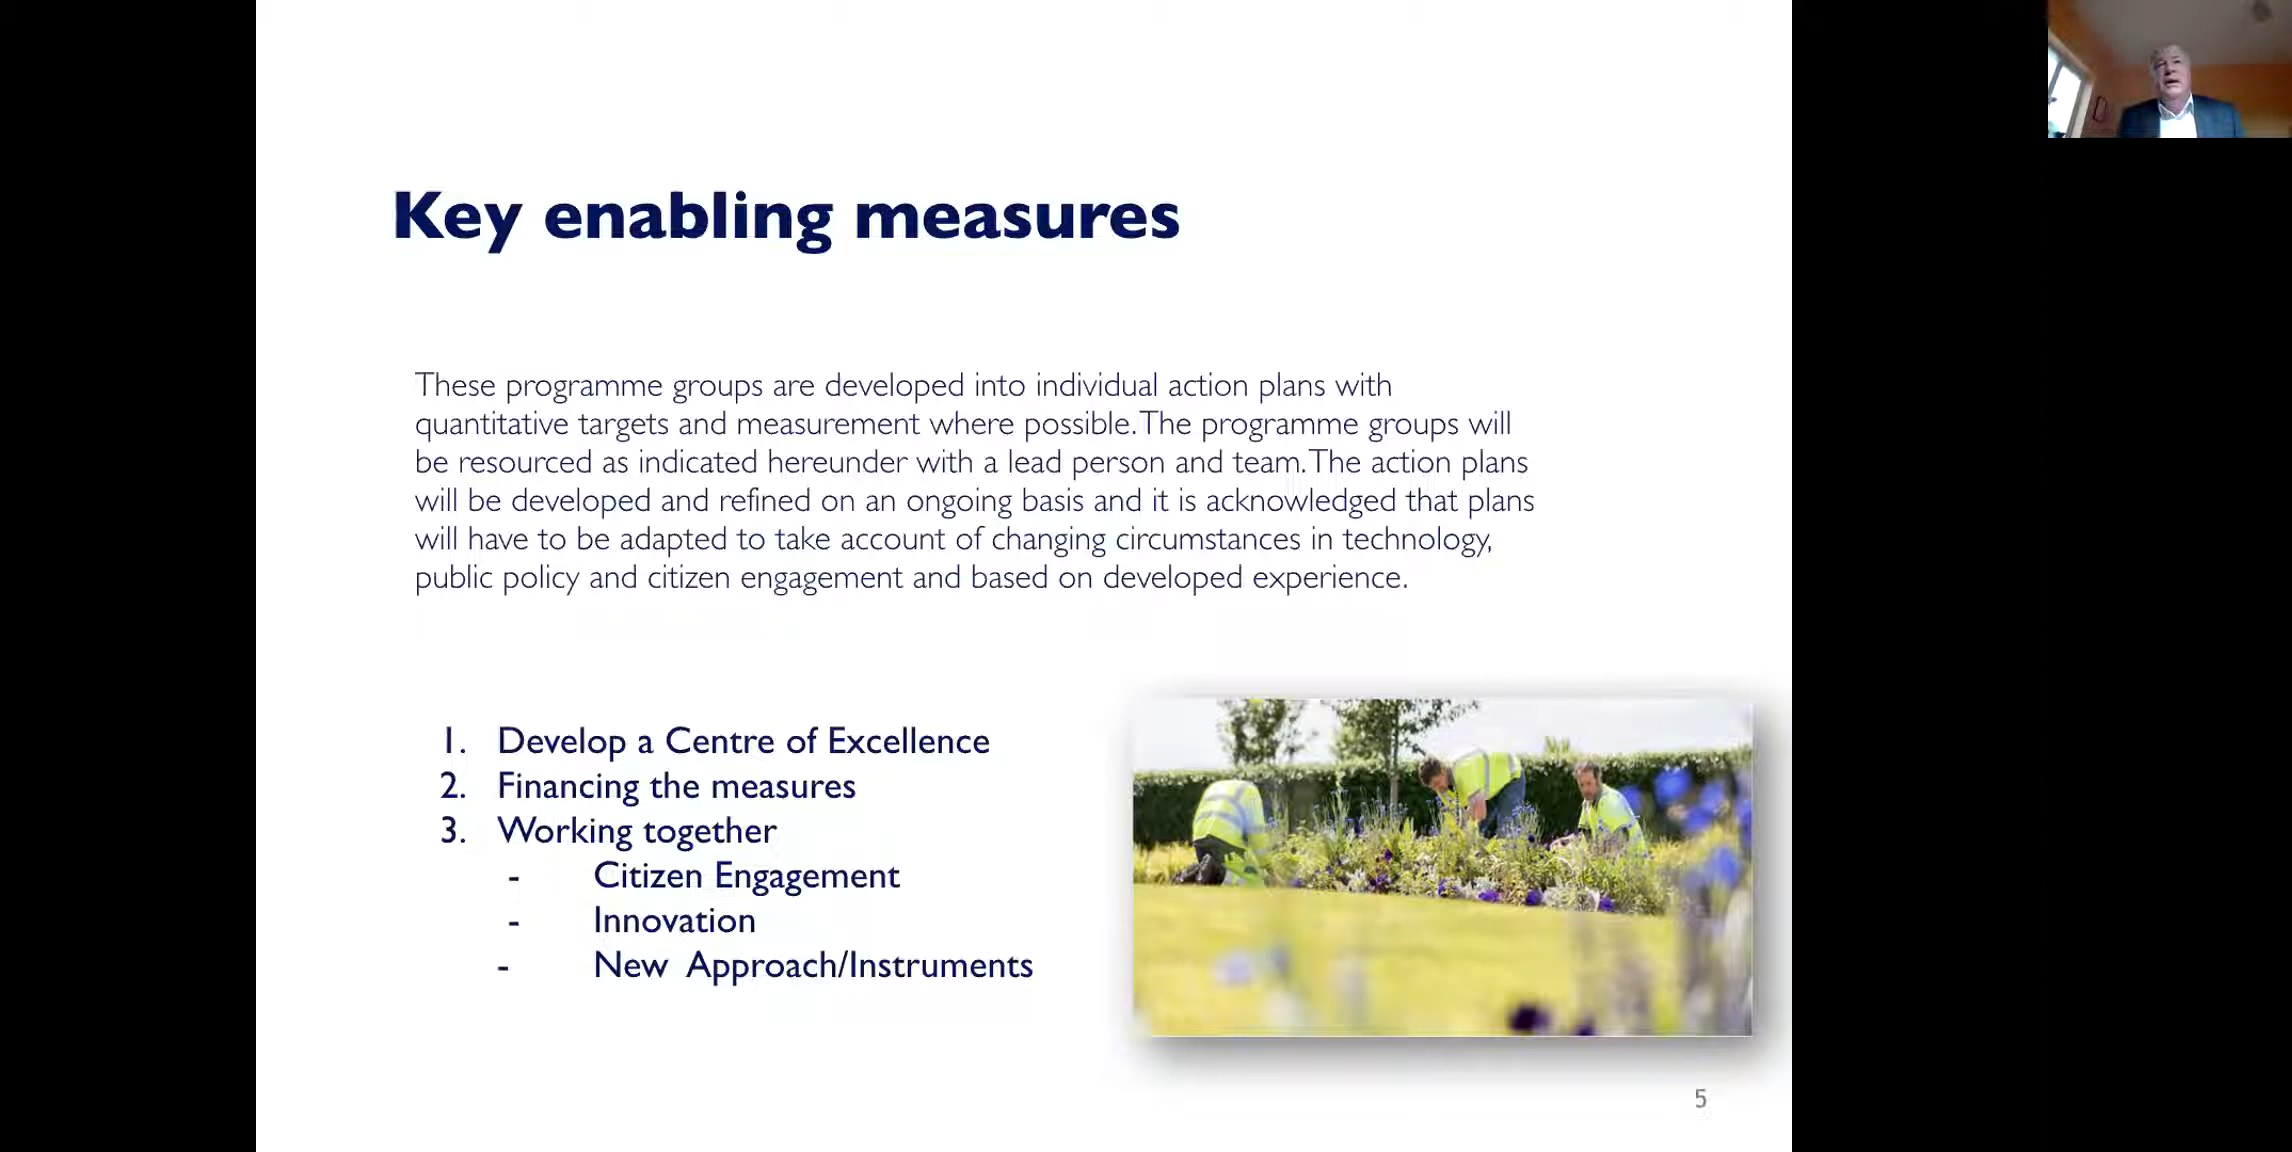 Key enabling measures
These programme groups are developed into individual action plans with
quantitative targets and measurement where possible. The programme groups will
be resourced as indicated hereunder with a lead person and team. The action plans
will be developed and refined on an ongoing basis and it is acknowledged that plans
will have to be adapted to take account of changing circumstances in technology,
public policy and citizen engagement and based on developed experience.
1. Develop a Centre of Excellence
2. Financing the measures
3. Working together
- Citizen Engagement
- Innovation
- New Approach/Instruments
5